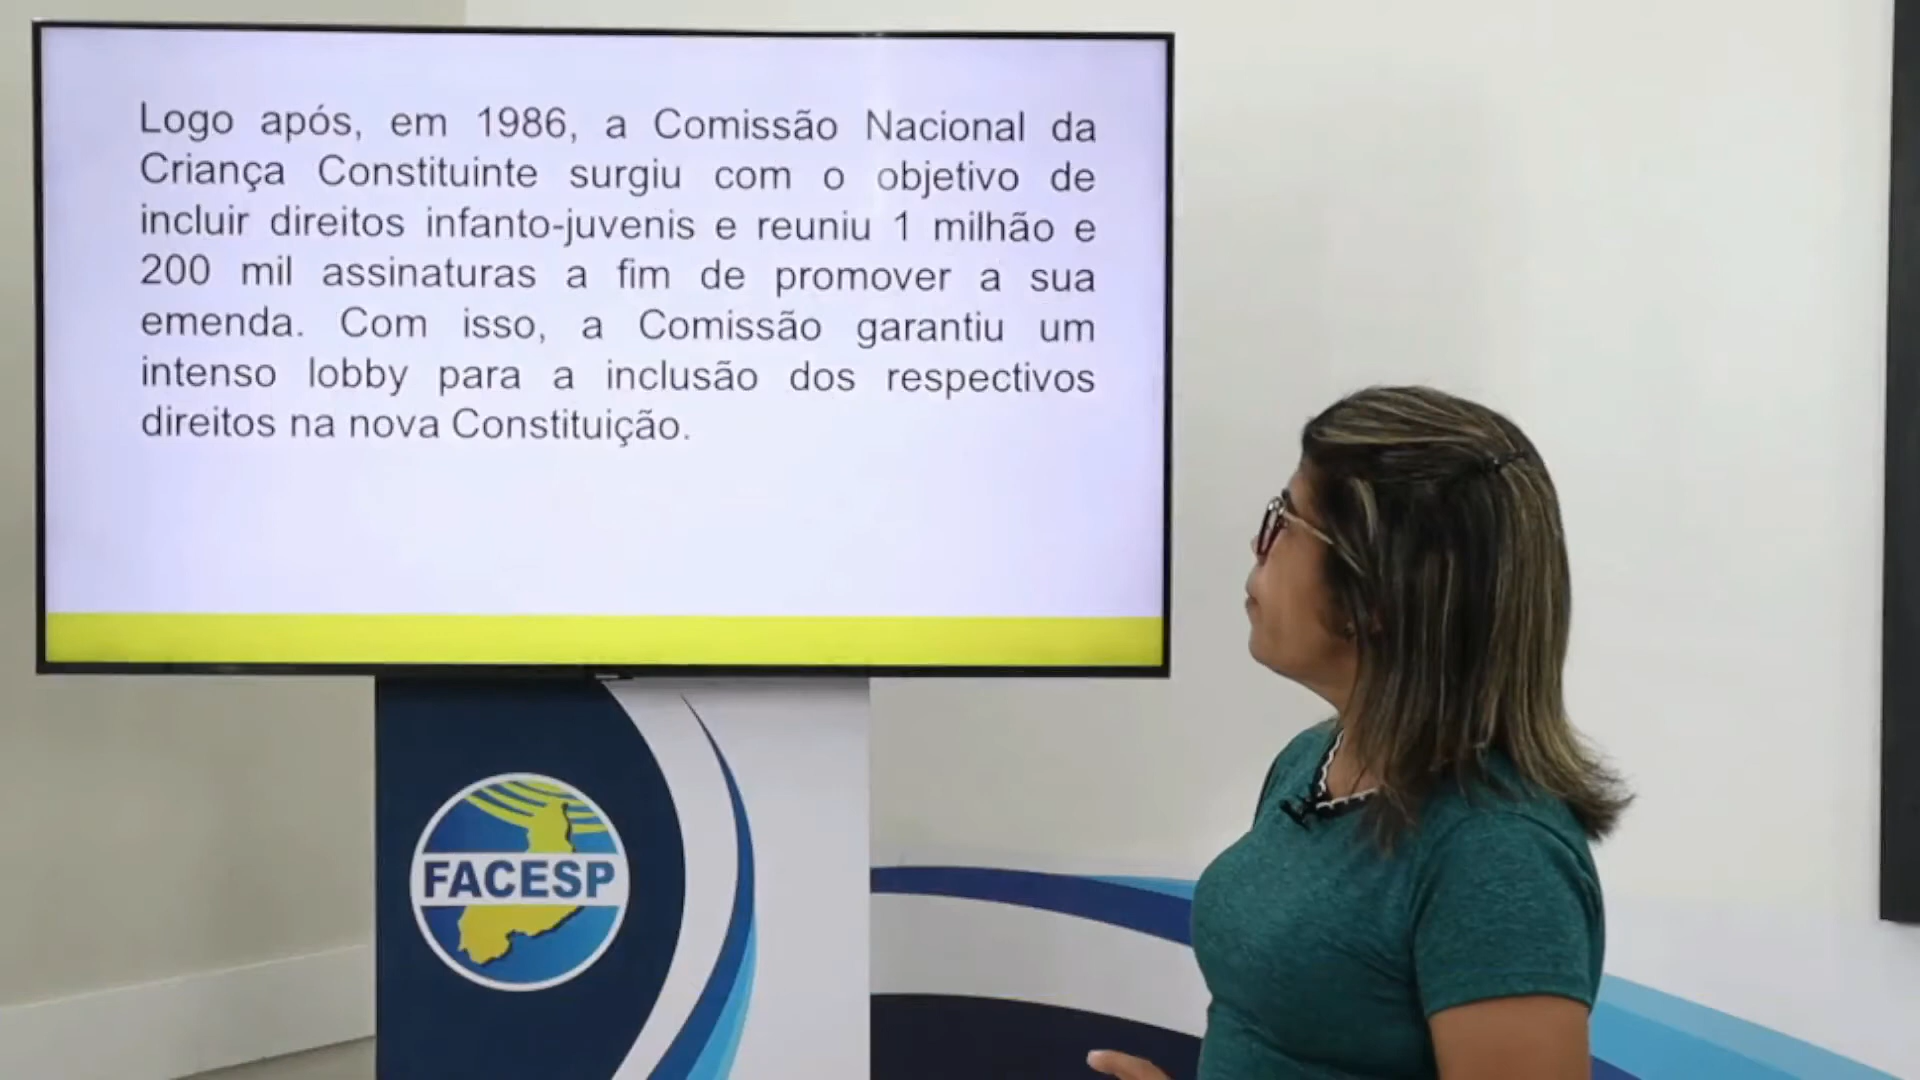 Logo após, em 1986, a Comissão Nacional da
Criança Constituinte surgiu com o objetivo de
incluir direitos infanto-juvenis e reuniu 1 milhão e
200 mil assinaturas a fim de promover a sua
emenda. Com isso, a Comissão garantiu um
intenso lobby para a inclusão dos respectivos
direitos na nova Constituição.
FACESP